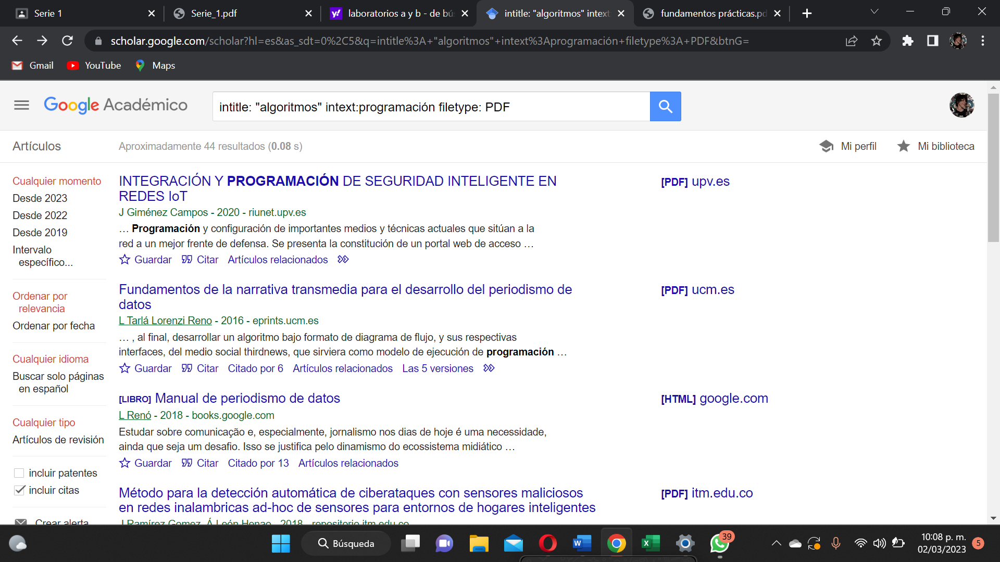 Serie 1
Serie_1.pdf
laboratorios a y b - de bú
intitle: "algoritmos" intext
fundamentos prácticas.pd
scholar.google.com/scholar?hl=es&as_sdt=0%2C5&q=intitle%3A+"algoritmos"+intext%3Aprogramación+filetype%3A+PDF&btnG=
Gmail
YouTube
Maps
Google Académico
intitle: "algoritmos" intext:programación filetype: PDF
Artículos
Aproximadamente 44 resultados (0.08 s)
Mi perfil
Mi biblioteca
Cualquier momento
Desde 2023
Desde 2022
Desde 2019
Intervalo
específico...
Ordenar por
relevancia
Ordenar por fecha
Cualquier idioma
Buscar solo páginas
en español
Cualquier tipo
Artículos de revisión
incluir patentes
incluir citas
Crear alerta
INTEGRACIÓN Y PROGRAMACIÓN DE SEGURIDAD INTELIGENTE EN
REDES IoT
J Giménez Campos - 2020 - riunet.upv.es
… Programación y configuración de importantes medios y técnicas actuales que sitúan a la
red a un mejor frente de defensa. Se presenta la constitución de un portal web de acceso …
Guardar Citar Artículos relacionados
[PDF] upv.es
Fundamentos de la narrativa transmedia para el desarrollo del periodismo de
datos
L Tarlá Lorenzi Reno - 2016 - eprints.ucm.es
… , al final, desarrollar un algoritmo bajo formato de diagrama de flujo, y sus respectivas
interfaces, del medio social thirdnews, que sirviera como modelo de ejecución de programación …
Guardar Citar Citado por 6 Artículos relacionados Las 5 versiones
[PDF] ucm.es
[LIBRO] Manual de periodismo de datos
L Renó - 2018 - books.google.com
Estudar sobre comunicação e, especialmente, jornalismo nos dias de hoje é uma necessidade,
ainda que seja um desafio. Isso se justifica pelo dinamismo do ecossistema midiático …
Guardar Citar Citado por 13 Artículos relacionados
[HTML] google.com
Método para la detección automática de ciberataques con sensores maliciosos
en redes inalambricas ad-hoc de sensores para entornos de hogares inteligentes
J Ramírez Gomez, Á León Henao - 2018 - repositorio.itm.edu.co
[PDF] itm.edu.co
Búsqueda
39
10:08 p. m.
02/03/2023
5